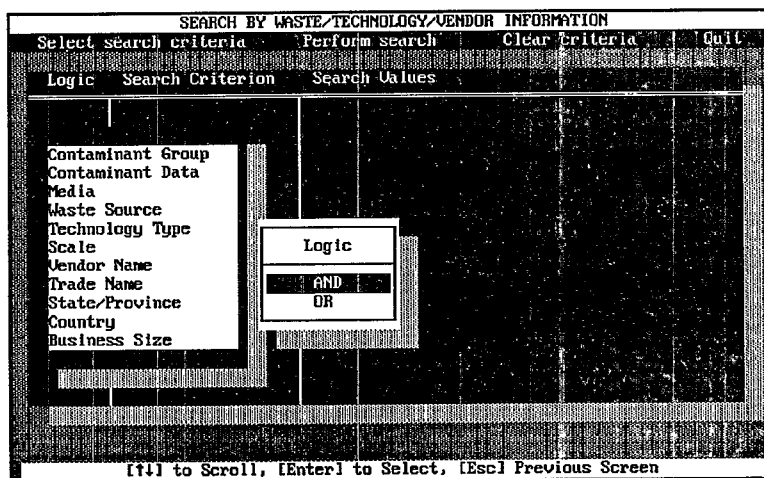 SEARCH BY WASTE/TECHNOLOGY/VENDOR INFORMATION
Select search criteria Perform search Clear criteria Quit
Logic Search Criterion Search Values
Contaminant Group
Contaminant Data
Media
Waste Source
Technology Type
Scale
Vendor Name
Trade Name
State/Province
Country
Business Size
Logic
AND
OR
[↑↓] to Scroll, [Enter] to Select, [Esc] Previous Screen